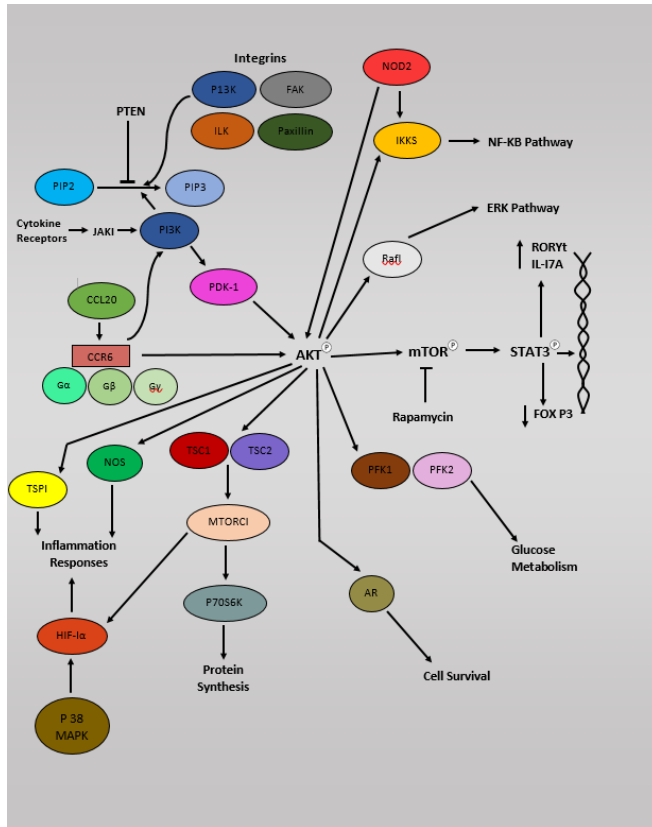 Integrins
NOD2
P13K
FAK
PTEN
ILK
Paxillin
IKKS
NF-KB Pathway
PIP2
PIP3
ERK Pathway
Cytokine
Receptors
JAKI
PI3K
RORYt
IL-I7A
Rafl
PDK-1
CCL20
CCR6
AKT
P
mTOR
P
STAT3
P
Gα
Gβ
Gγ
Rapamycin
FOX P3
TSPI
NOS
TSC1
TSC2
PFK1
PFK2
MTORCI
Inflammation
Responses
Glucose
Metabolism
P70S6K
AR
HIF-Iα
Protein
Synthesis
Cell Survival
P 38
MAPK